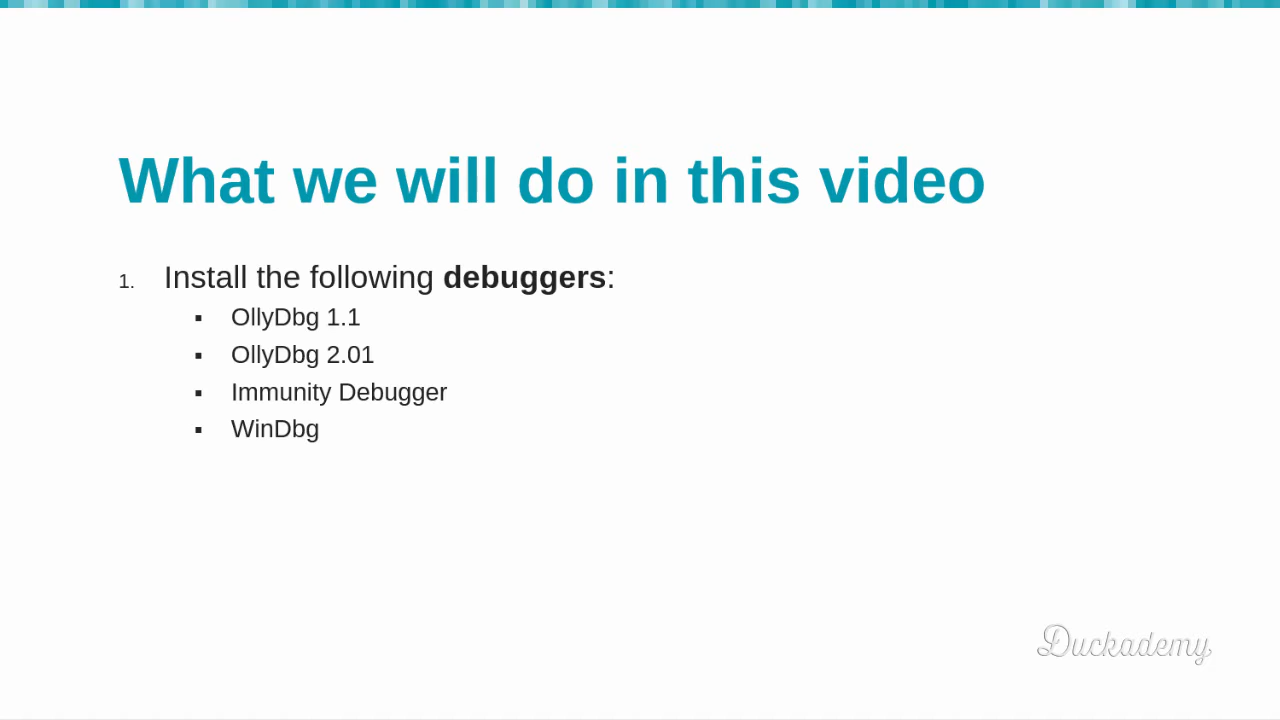 What we will do in this video
1. Install the following debuggers:
▪ OllyDbg 1.1
▪ OllyDbg 2.01
▪ Immunity Debugger
▪ WinDbg
Duckademy